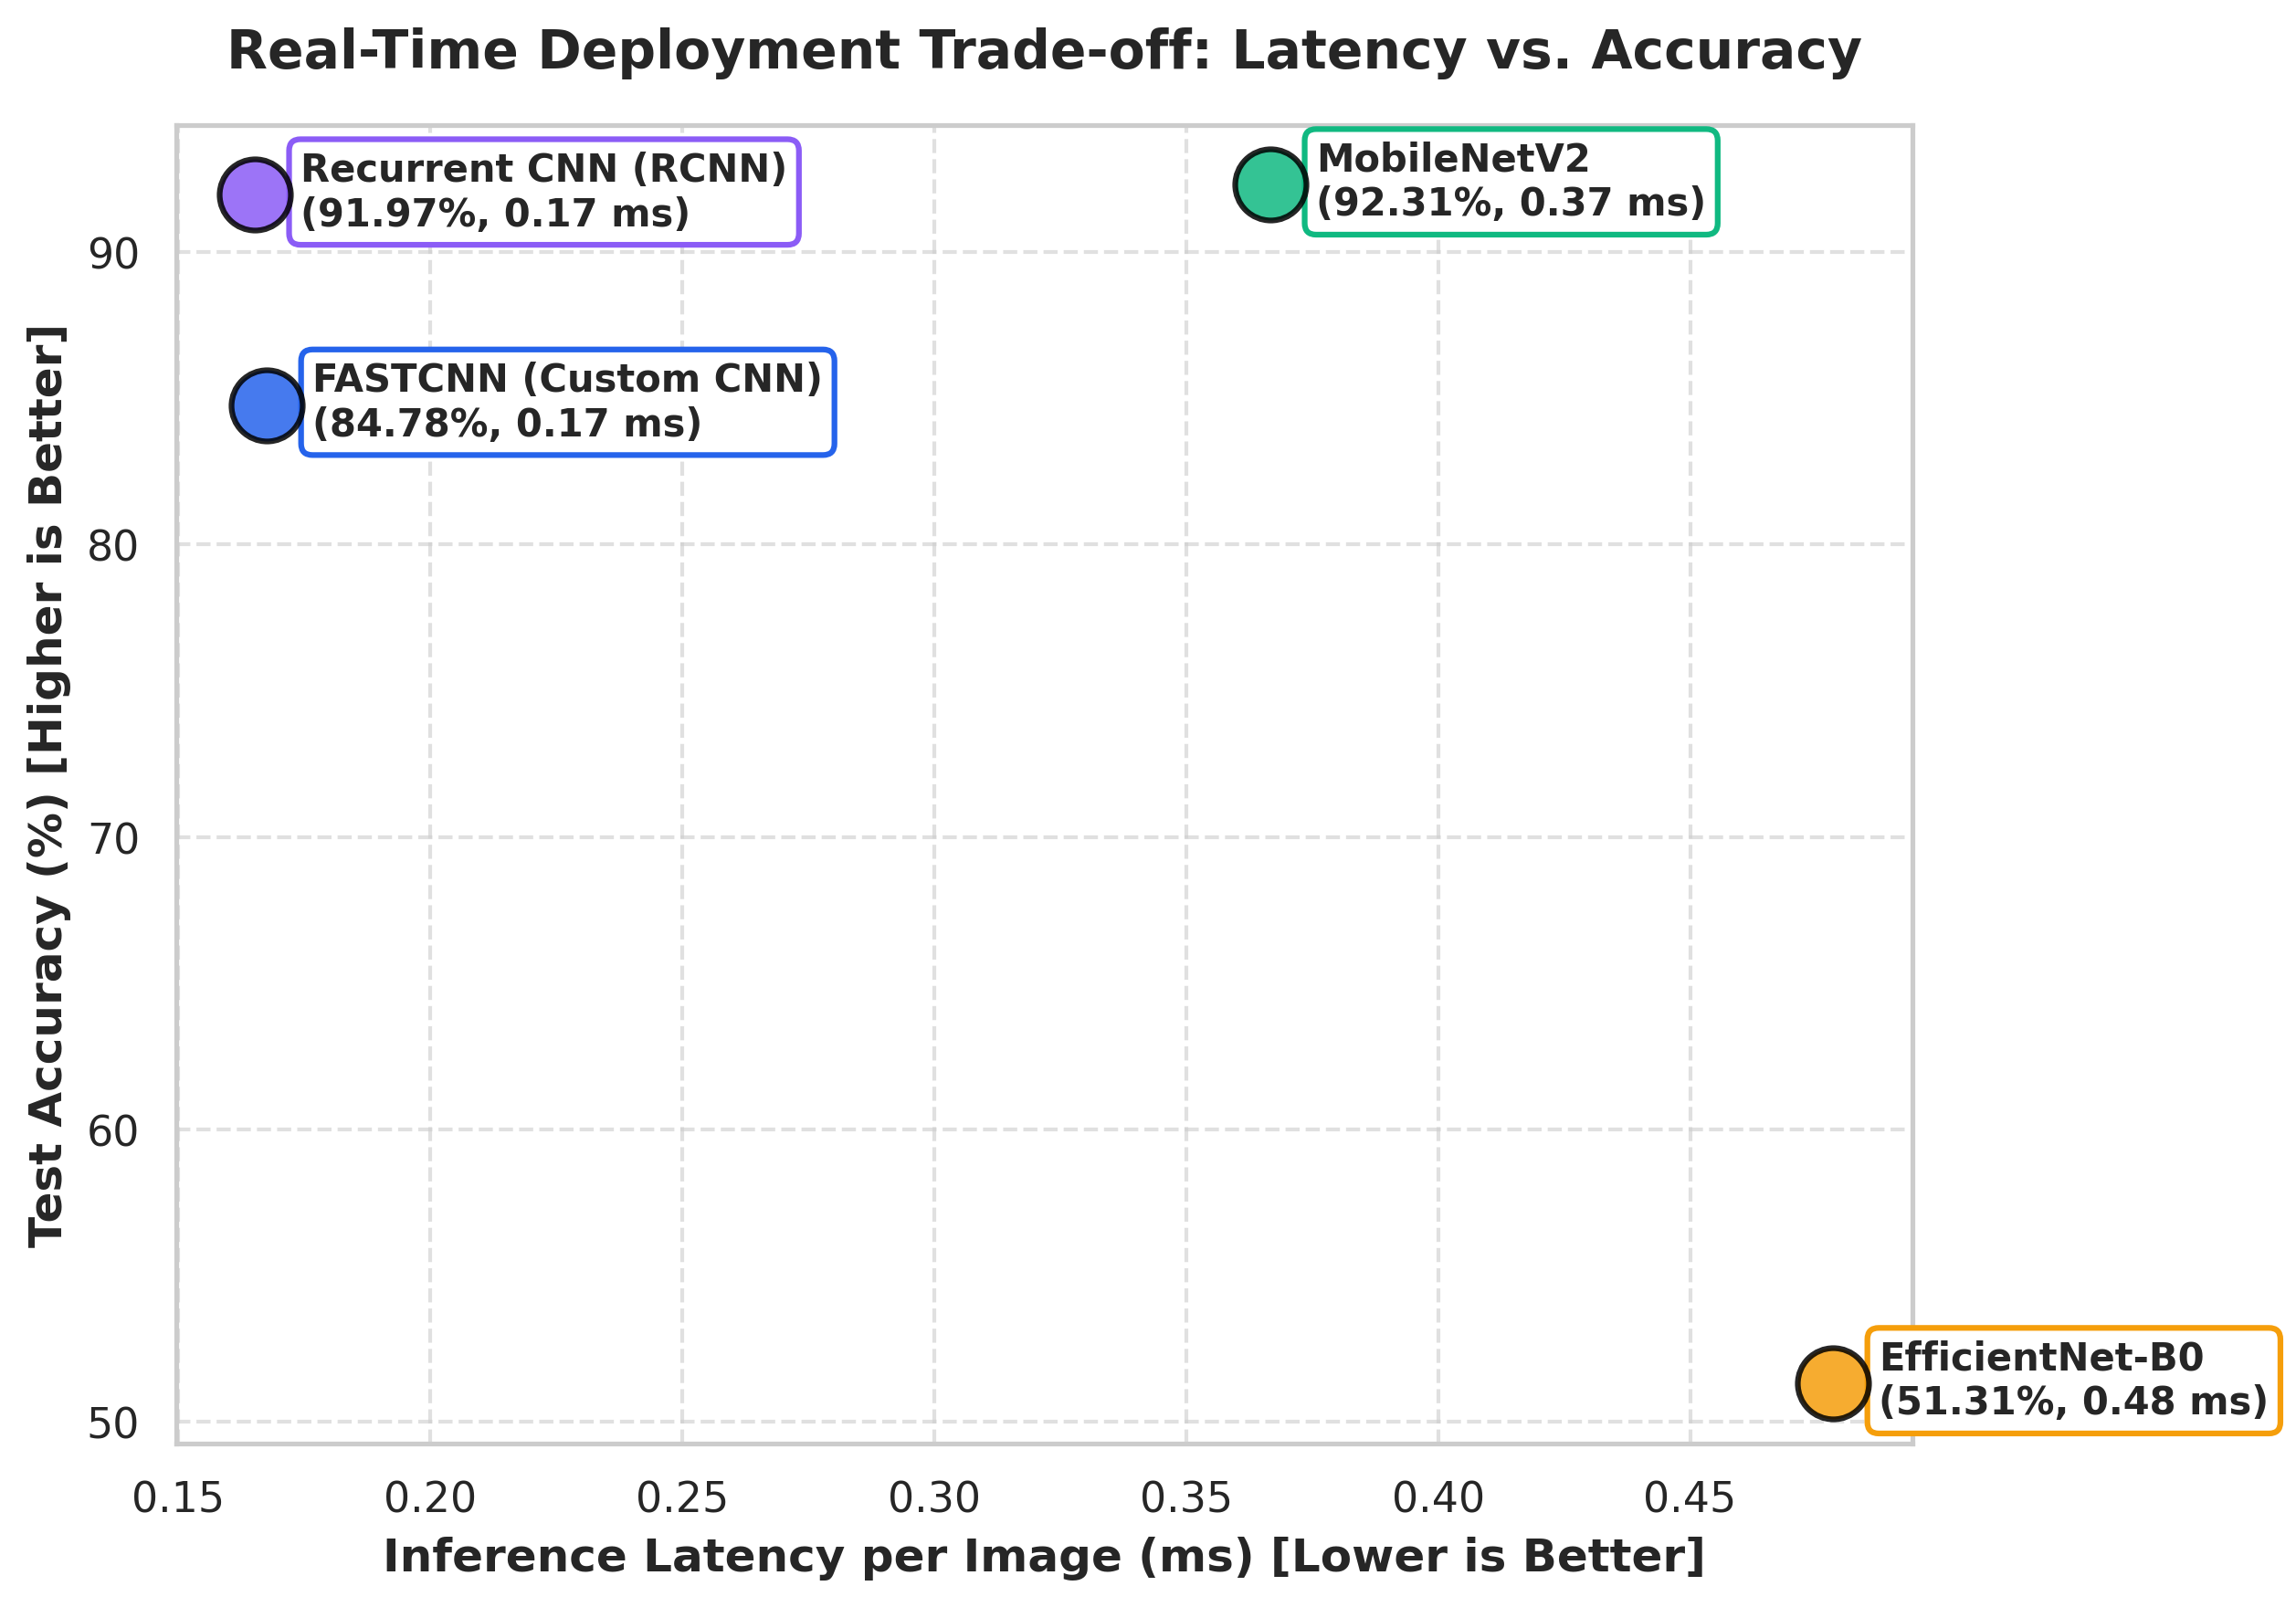 Real-Time Deployment Trade-off: Latency vs. Accuracy
Recurrent CNN (RCNN)
(91.97%, 0.17 ms)
MobileNetV2
(92.31%, 0.37 ms)
FASTCNN (Custom CNN)
(84.78%, 0.17 ms)
EfficientNet-B0
(51.31%, 0.48 ms)
Test Accuracy (%) [Higher is Better]
90
80
70
60
50
0.15 0.20 0.25 0.30 0.35 0.40 0.45
Inference Latency per Image (ms) [Lower is Better]